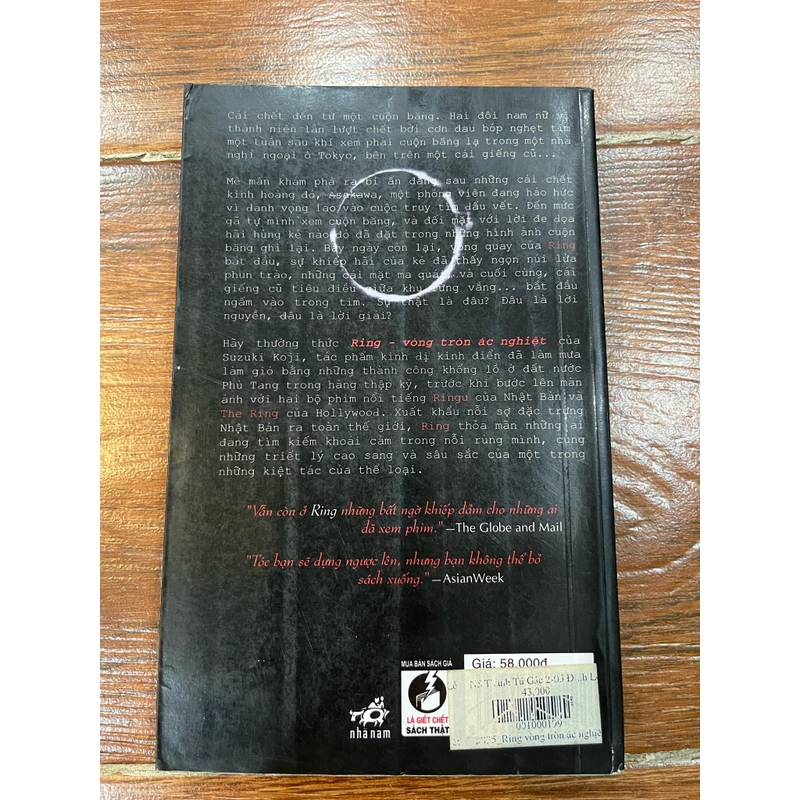 Cái chết đến từ một cuộn băng. Hai đôi nam nữ vị
thành niên lần lượt chết bởi cơn đau bóp nghẹt tim
một tuần sau khi xem phải cuộn băng lạ trong một nhà
nghỉ ngoại ô Tokyo, bên trên một cái giếng cũ...
Mê mẩn khám phá ra bí ẩn đằng sau những cái chết
kinh hoàng đó, Asakawa, một phóng viên đang háo hức
vì danh vọng lao vào cuộc truy tìm dấu vết. Đến mức
gã tự mình xem cuộn băng, và đối mặt với lời đe dọa
hãi hùng kẻ nào đó đã đặt trong những hình ảnh cuộn
băng ghi lại. Bảy ngày còn lại, vòng quay của Ring
bắt đầu, sự khiếp hãi của kẻ đã thấy ngọn núi lửa
phun trào, những cái mặt ma quái, và cuối cùng, cái
giếng cũ tiêu điều giữa khu rừng vắng... bắt đầu
ngấm vào trong tim. Sự thật là đâu? Đâu là lời
nguyền, đâu là lời giải?
Hãy thưởng thức Ring - vòng tròn ác nghiệt của
Suzuki Koji, tác phẩm kinh dị kinh điển đã làm mưa
làm gió bằng những thành công khổng lồ ở đất nước
Phù Tang trong hàng thập kỷ, trước khi bước lên màn
ảnh với hai bộ phim nổi tiếng Ringu của Nhật Bản và
The Ring của Hollywood. Xuất khẩu nỗi sợ đặc trưng
Nhật Bản ra toàn thế giới, Ring thỏa mãn những ai
đang tìm kiếm khoái cảm trong nỗi rùng mình, cùng
những triết lý cao sang và sâu sắc của một trong
những kiệt tác của thể loại.
"Vẫn còn ở Ring những bất ngờ khiếp đảm cho những ai
đã xem phim." —The Globe and Mail
"Tóc bạn sẽ dựng ngược lên, nhưng bạn không thể bỏ
sách xuống." —AsianWeek
MUA BÁN SÁCH GIẢ
LÀ GIẾT CHẾT
SÁCH THẬT
nhã nam
Giá: 58.000đ
43,000
Ring vòng tròn ác nghiệ